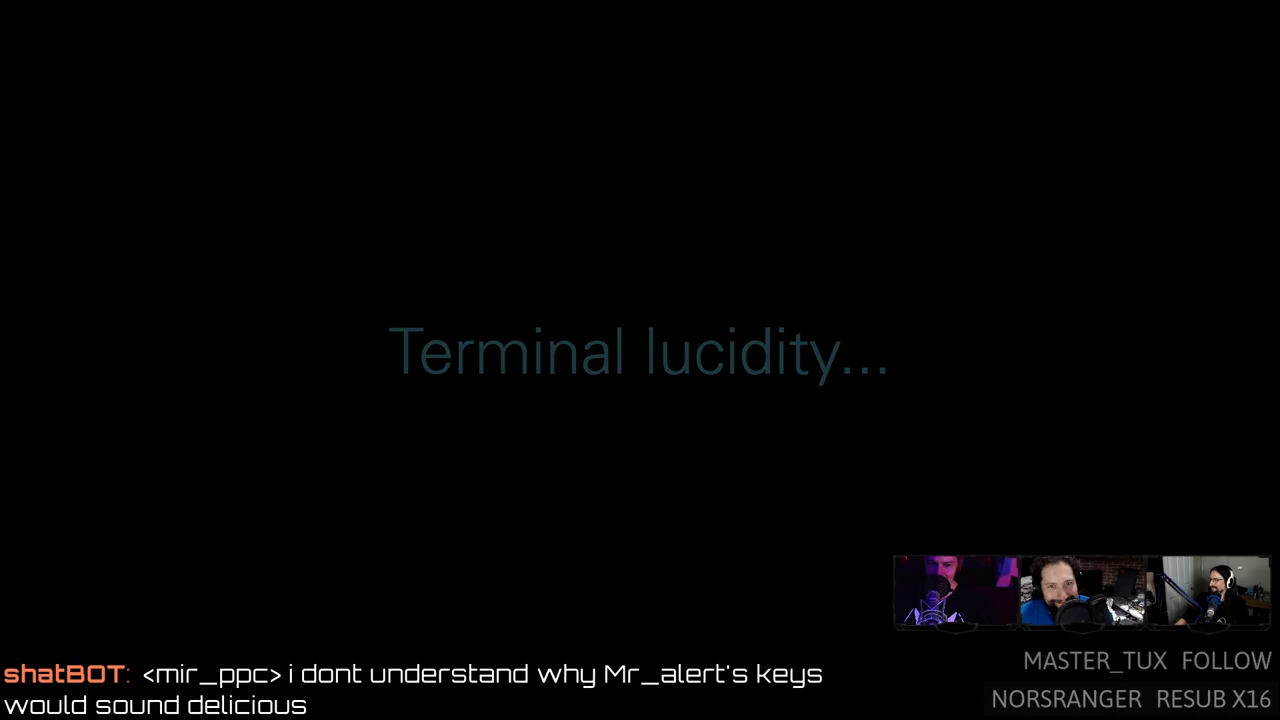 Terminal lucidity...
MASTER_TUX FOLLOW
shatBOT: <mir_ppc> i dont understand why Mr_alert's keys
would sound delicious
NORSRANGER RESUB X16